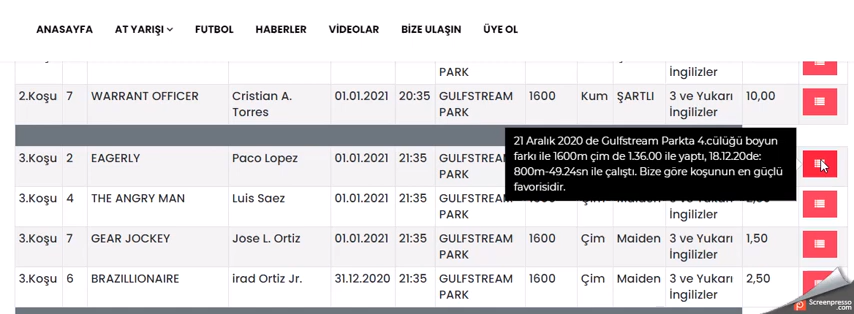 ANASAYFA AT YARIŞI FUTBOL HABERLER VİDEOLAR BİZE ULAŞIN ÜYE OL
PARK İngilizler
2.Koşu 7 WARRANT OFFICER Cristian A. 01.01.2021 20:35 GULFSTREAM 1600 Kum ŞARTLI 3 ve Yukarı 10,00
Torres PARK İngilizler
21 Aralık 2020 de Gulfstream Parkta 4.cülüğü boyun
farkı ile 1600m çim de 1.36.00 ile yaptı, 18.12.20de:
800m-49.24sn ile çalıştı. Bize göre koşunun en güçlü
favorisidir.
3.Koşu 2 EAGERLY Paco Lopez 01.01.2021 21:35 GULFSTREAM
PARK
3.Koşu 4 THE ANGRY MAN Luis Saez 01.01.2021 21:35 GULFSTREAM 1600 Çim Maiden 3 ve Yukarı
PARK İngilizler
3.Koşu 7 GEAR JOCKEY Jose L. Ortiz 01.01.2021 21:35 GULFSTREAM 1600 Çim Maiden 3 ve Yukarı 1,50
PARK İngilizler
3.Koşu 6 BRAZILLIONAIRE irad Ortiz Jr. 31.12.2020 21:35 GULFSTREAM 1600 Çim Maiden 3 ve Yukarı 2,50
PARK İngilizler
Screenpresso
.com